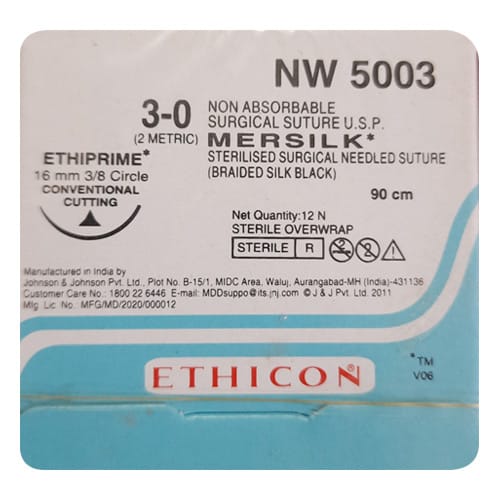 NW 5003
3-0
(2 METRIC)
NON ABSORBABLE
SURGICAL SUTURE U.S.P.
MERSILK*
STERILISED SURGICAL NEEDLED SUTURE
(BRAIDED SILK BLACK)
90 cm
ETHIPRIME*
16 mm 3/8 Circle
CONVENTIONAL
CUTTING
Net Quantity:12 N
STERILE OVERWRAP
STERILE R
2
Manufactured in India by
Johnson & Johnson Pvt. Ltd., Plot No. B-15/1, MIDC Area, Waluj, Aurangabad-MH (India)-431136
Customer Care No.: 1800 22 6446 E-mail: MDDsuppo@its.jnj.com © J & J Pvt. Ltd. 2011
Mfg. Lic. No.: MFG/MD/2020/000012
ETHICON®
*TM
V06